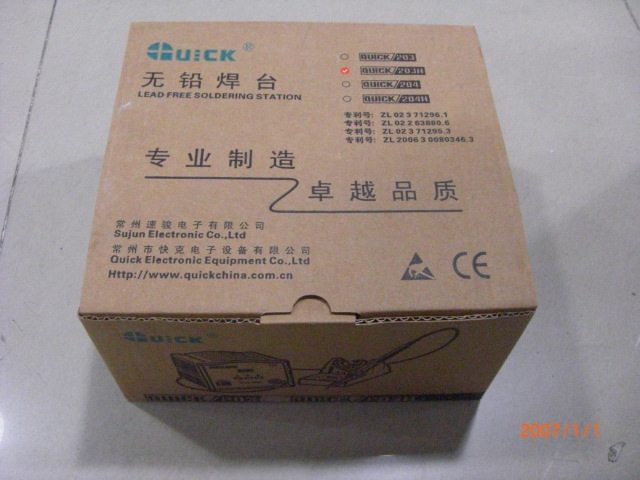 QUICK ®
无铅焊台
LEAD FREE SOLDERING STATION
QUICK/203
QUICK/203H
QUICK/204
QUICK/204H
专利号: ZL 02 3 71296.1
专利号: ZL 02 2 63880.6
专利号: ZL 02 3 71295.3
专利号: ZL 2006 3 0080346.3
专业制造
卓越品质
常州速骏电子有限公司
Sujun Electronic Co.,Ltd
常州市快克电子设备有限公司
Quick Electronic Equipment Co.,Ltd
Http://www.quickchina.com.cn
CE
QUICK
2007/1/1